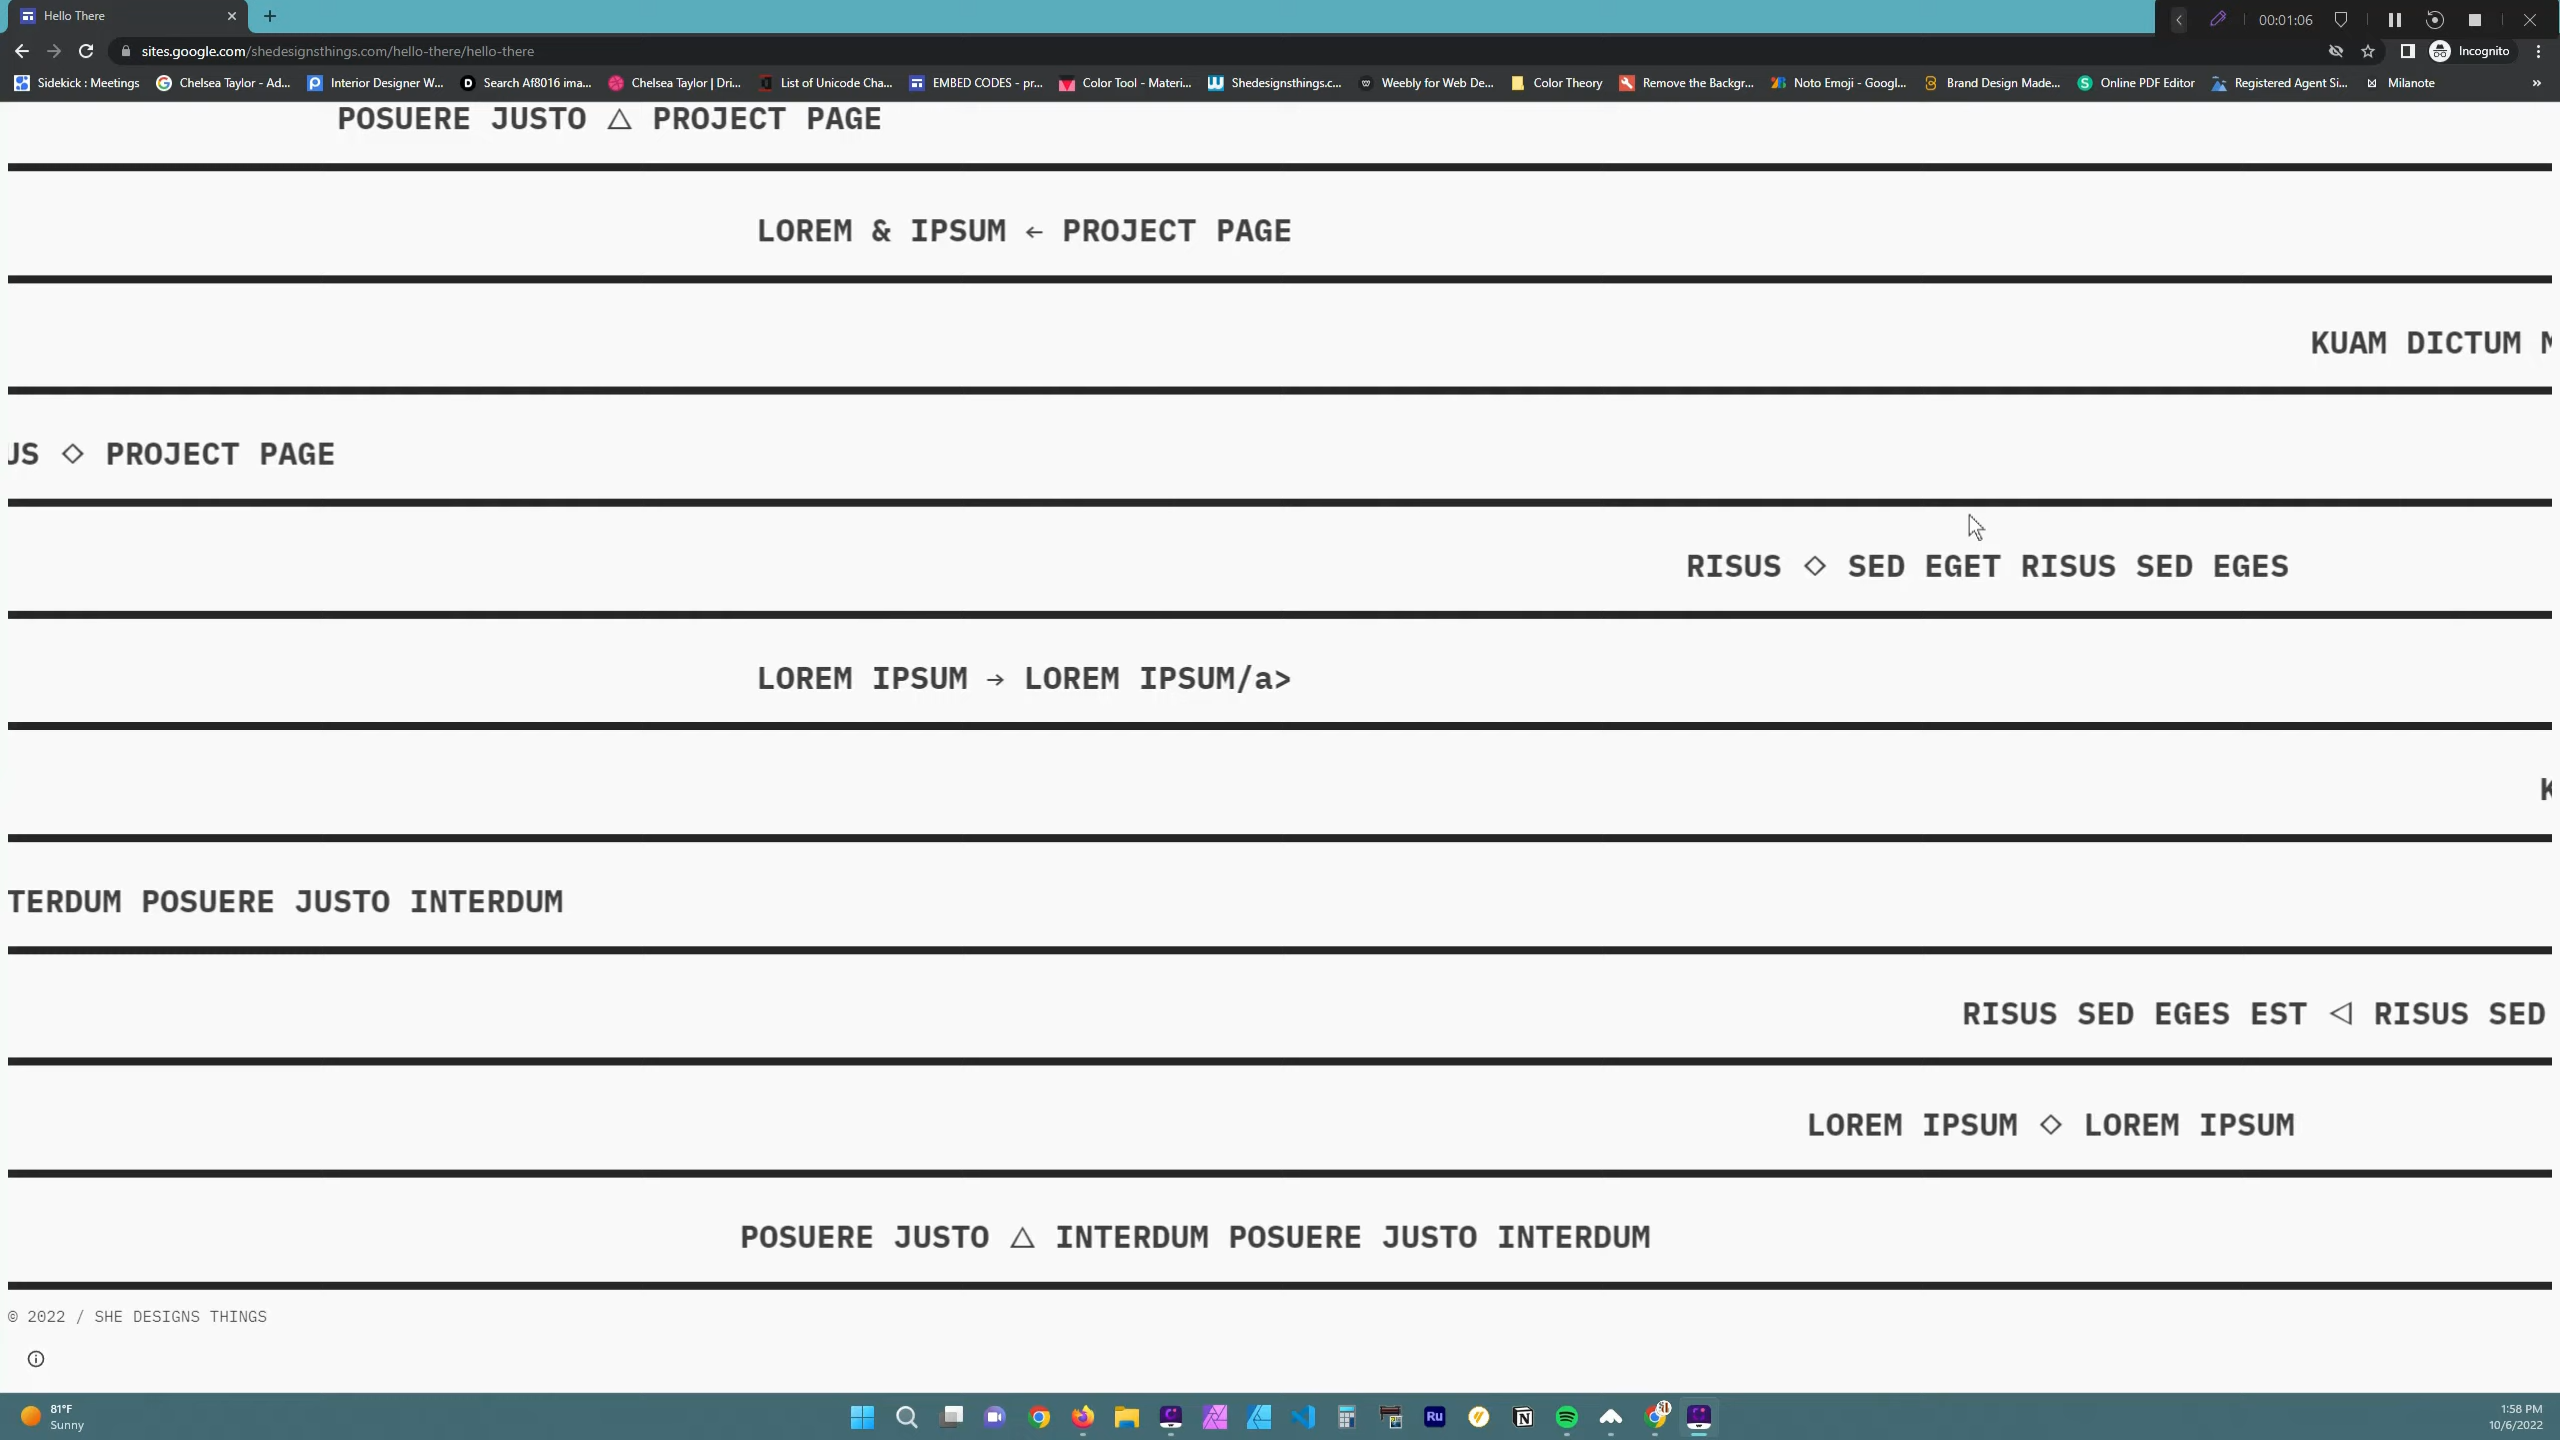 Hello There
00:01:06
sites.google.com/shedesignsthings.com/hello-there/hello-there
Incognito
Sidekick : Meetings
Chelsea Taylor - Ad...
Interior Designer W...
Search Af8016 ima...
Chelsea Taylor | Dri...
List of Unicode Cha...
EMBED CODES - pr...
Color Tool - Materi...
Shedesignsthings.c...
Weebly for Web De...
Color Theory
Remove the Backgr...
Noto Emoji - Googl...
Brand Design Made...
Online PDF Editor
Registered Agent Si...
Milanote
»
POSUERE JUSTO △ PROJECT PAGE
LOREM & IPSUM ← PROJECT PAGE
KUAM DICTUM M
US ◇ PROJECT PAGE
RISUS ◇ SED EGET RISUS SED EGES
LOREM IPSUM → LOREM IPSUM/a>
K
TERDUM POSUERE JUSTO INTERDUM
RISUS SED EGES EST ◁ RISUS SED
LOREM IPSUM ◇ LOREM IPSUM
POSUERE JUSTO △ INTERDUM POSUERE JUSTO INTERDUM
© 2022 / SHE DESIGNS THINGS
81°F
Sunny
Ru
1:58 PM
10/6/2022